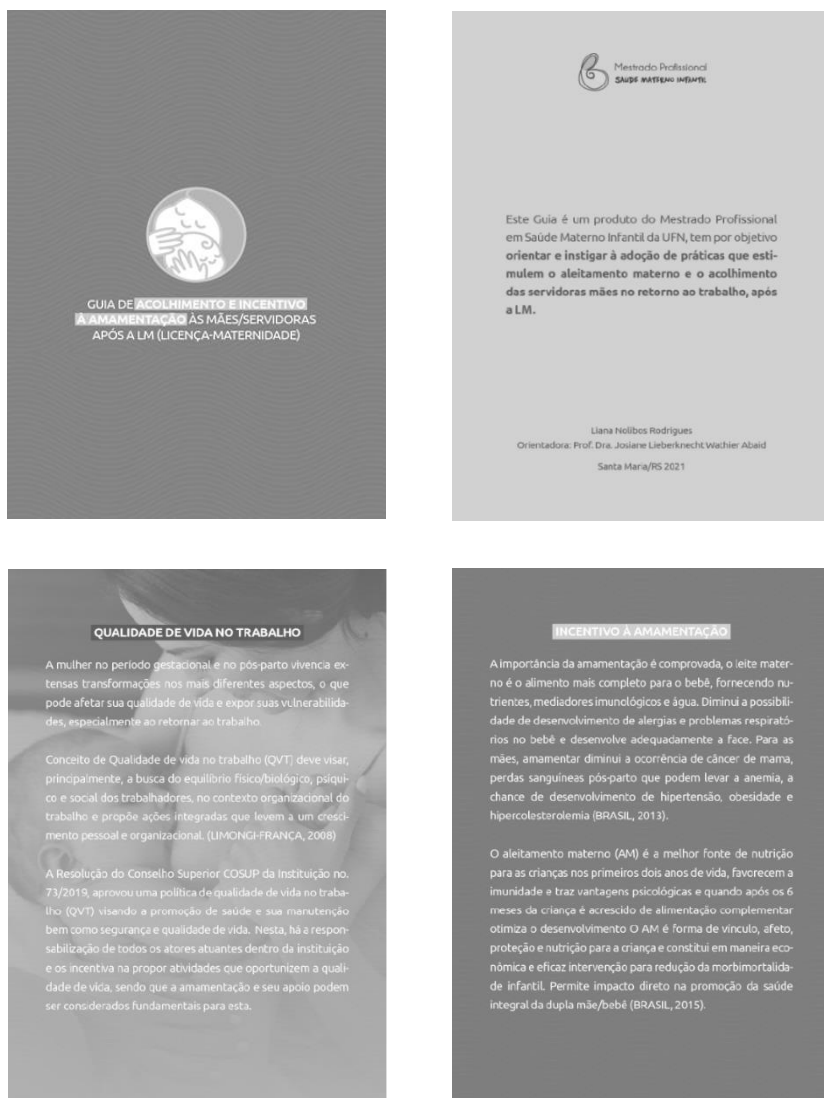 GUIA DE ACOLHIMENTO E INCENTIVO
À AMAMENTAÇÃO ÀS MÃES/SERVIDORAS
APÓS A LM (LICENÇA-MATERNIDADE)
Mestrado Profissional
SAÚDE MATERNO INFANTIL
Este Guia é um produto do Mestrado Profissional
em Saúde Materno Infantil da UFN, tem por objetivo
orientar e instigar à adoção de práticas que esti-
mulem o aleitamento materno e o acolhimento
das servidoras mães no retorno ao trabalho, após
a LM.
Liana Nolibos Rodrigues
Orientadora: Prof. Dra. Josiane Lieberknecht Wathier Abaid
Santa Maria/RS 2021
QUALIDADE DE VIDA NO TRABALHO
A mulher no período gestacional e no pós-parto vivencia ex-
tensas transformações nos mais diferentes aspectos, o que
pode afetar sua qualidade de vida e expor suas vulnerabilida-
des, especialmente ao retornar ao trabalho.
Conceito de Qualidade de vida no trabalho (QVT) deve visar,
principalmente, a busca do equilíbrio físico/biológico, psíqui-
co e social dos trabalhadores, no contexto organizacional do
trabalho e propõe ações integradas que levem a um cresci-
mento pessoal e organizacional. (LIMONGI-FRANÇA, 2008)
A Resolução do Conselho Superior COSUP da Instituição no.
73/2019, aprovou uma política de qualidade de vida no traba-
lho (QVT) visando a promoção de saúde e sua manutenção
bem como segurança e qualidade de vida. Nesta, há a respon-
sabilização de todos os atores atuantes dentro da instituição
e os incentiva na propor atividades que oportunizem a quali-
dade de vida, sendo que a amamentação e seu apoio podem
ser considerados fundamentais para esta.
INCENTIVO À AMAMENTAÇÃO
A importância da amamentação é comprovada, o leite mater-
no é o alimento mais completo para o bebê, fornecendo nu-
trientes, mediadores imunológicos e água. Diminui a possibili-
dade de desenvolvimento de alergias e problemas respirató-
rios no bebê e desenvolve adequadamente a face. Para as
mães, amamentar diminui a ocorrência de câncer de mama,
perdas sanguíneas pós-parto que podem levar a anemia, a
chance de desenvolvimento de hipertensão, obesidade e
hipercolesterolemia (BRASIL, 2013).
O aleitamento materno (AM) é a melhor fonte de nutrição
para as crianças nos primeiros dois anos de vida, favorecem a
imunidade e traz vantagens psicológicas e quando após os 6
meses da criança é acrescido de alimentação complementar
otimiza o desenvolvimento O AM é forma de vínculo, afeto,
proteção e nutrição para a criança e constitui em maneira eco-
nômica e eficaz intervenção para redução da morbimortalida-
de infantil. Permite impacto direto na promoção da saúde
integral da dupla mãe/bebê (BRASIL, 2015).